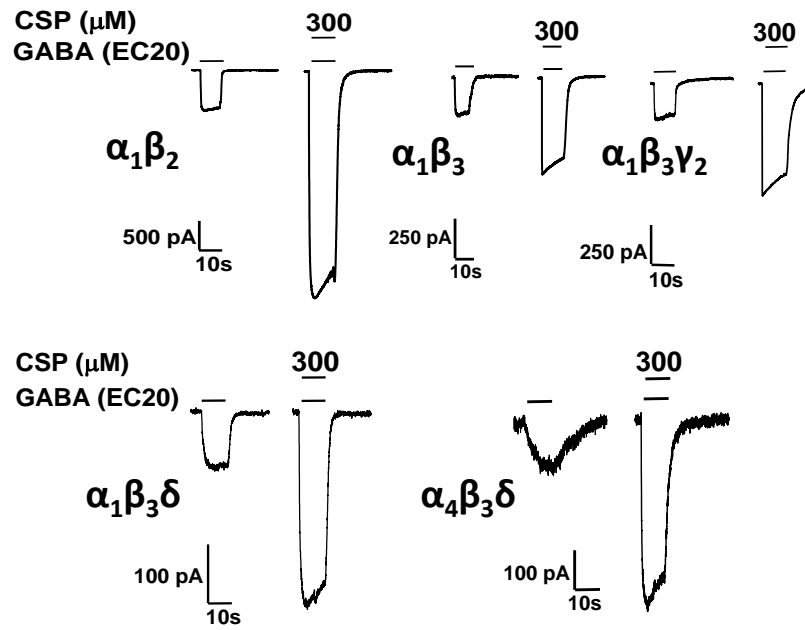 CSP (μM) 300 300 300
GABA (EC20)
α₁β₂ α₁β₃ α₁β₃γ₂
500 pA 250 pA 250 pA
10s 10s 10s
CSP (μM) 300 300
GABA (EC20)
α₁β₃δ α₄β₃δ
100 pA 100 pA
10s 10s